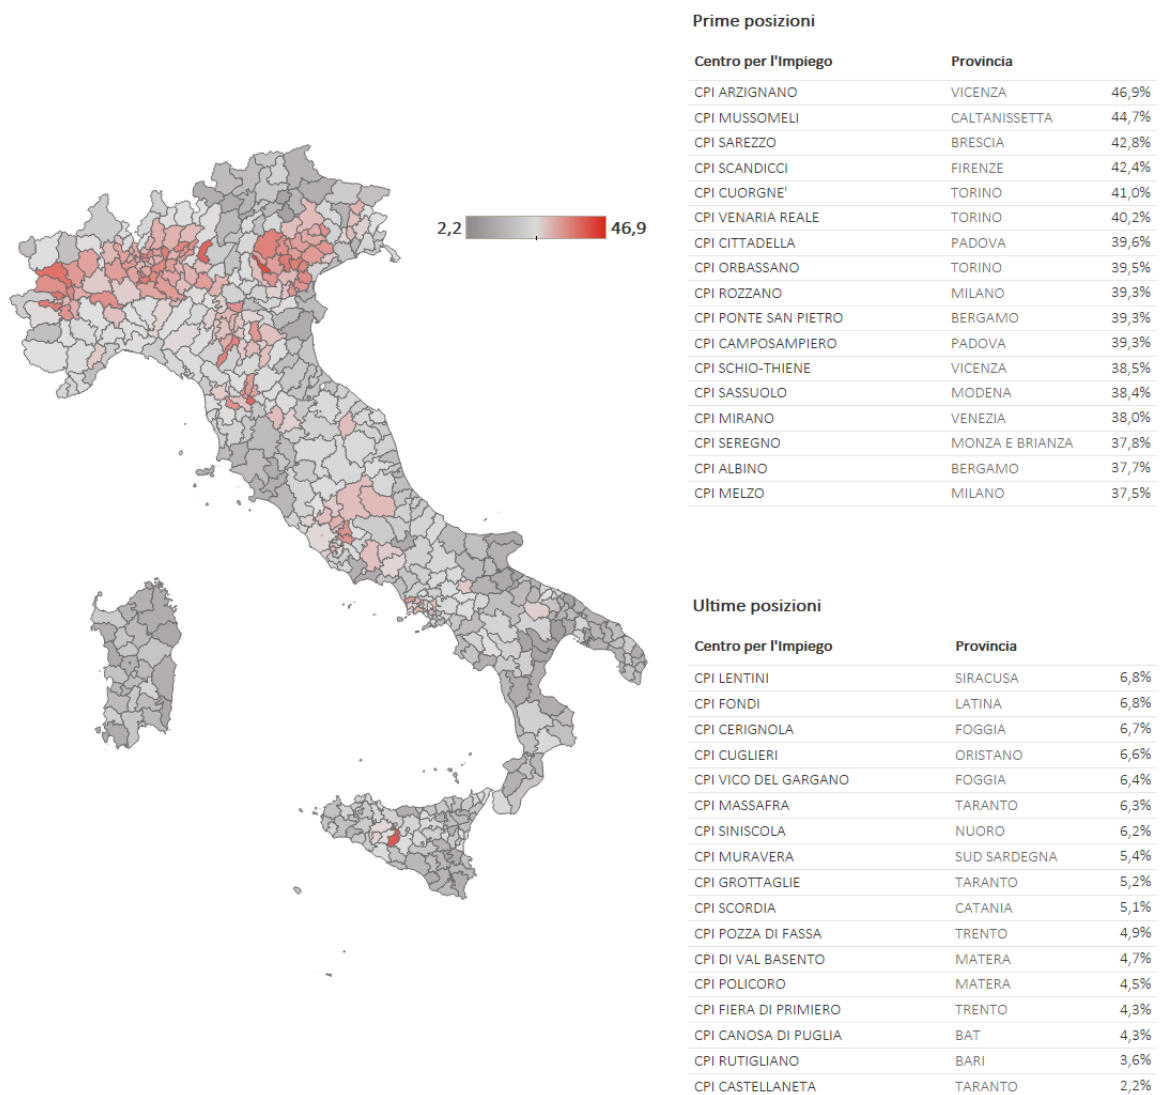 Prime posizioni
Centro per l'Impiego Provincia
CPI ARZIGNANO VICENZA 46,9%
CPI MUSSOMELI CALTANISSETTA 44,7%
CPI SAREZZO BRESCIA 42,8%
CPI SCANDICCI FIRENZE 42,4%
CPI CUORGNE' TORINO 41,0%
CPI VENARIA REALE TORINO 40,2%
CPI CITTADELLA PADOVA 39,6%
CPI ORBASSANO TORINO 39,5%
CPI ROZZANO MILANO 39,3%
CPI PONTE SAN PIETRO BERGAMO 39,3%
CPI CAMPOSAMPIERO PADOVA 39,3%
CPI SCHIO-THIENE VICENZA 38,5%
CPI SASSUOLO MODENA 38,4%
CPI MIRANO VENEZIA 38,0%
CPI SEREGNO MONZA E BRIANZA 37,8%
CPI ALBINO BERGAMO 37,7%
CPI MELZO MILANO 37,5%
2,2 46,9
Ultime posizioni
Centro per l'Impiego Provincia
CPI LENTINI SIRACUSA 6,8%
CPI FONDI LATINA 6,8%
CPI CERIGNOLA FOGGIA 6,7%
CPI CUGLIERI ORISTANO 6,6%
CPI VICO DEL GARGANO FOGGIA 6,4%
CPI MASSAFRA TARANTO 6,3%
CPI SINISCOLA NUORO 6,2%
CPI MURAVERA SUD SARDEGNA 5,4%
CPI GROTTAGLIE TARANTO 5,2%
CPI SCORDIA CATANIA 5,1%
CPI POZZA DI FASSA TRENTO 4,9%
CPI DI VAL BASENTO MATERA 4,7%
CPI POLICORO MATERA 4,5%
CPI FIERA DI PRIMIERO TRENTO 4,3%
CPI CANOSA DI PUGLIA BAT 4,3%
CPI RUTIGLIANO BARI 3,6%
CPI CASTELLANETA TARANTO 2,2%